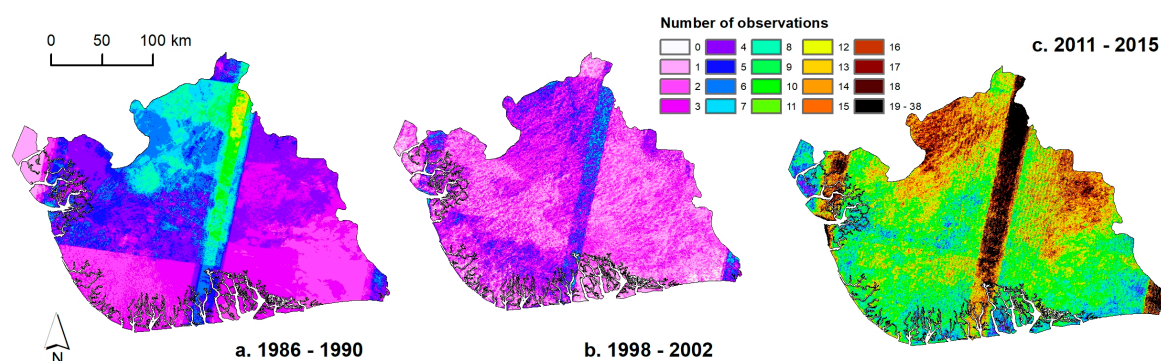 Number of observations
0 50 100 km
0 4 8 12 16
1 5 9 13 17
2 6 10 14 18
3 7 11 15 19 - 38
c. 2011 - 2015
N
a. 1986 - 1990
b. 1998 - 2002